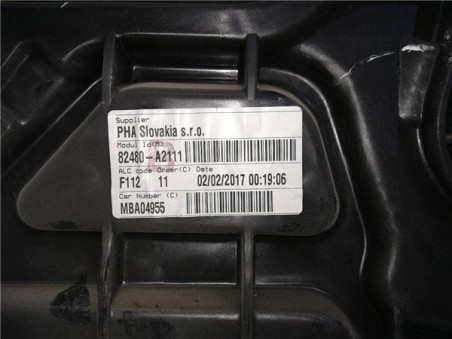 Supplier
PHA Slovakia s.r.o.
Modul Id(M)
82480-A2111
ALC code Order(C) Date
F112 11 02/02/2017 00:19:06
Car Number (C)
MBA04955